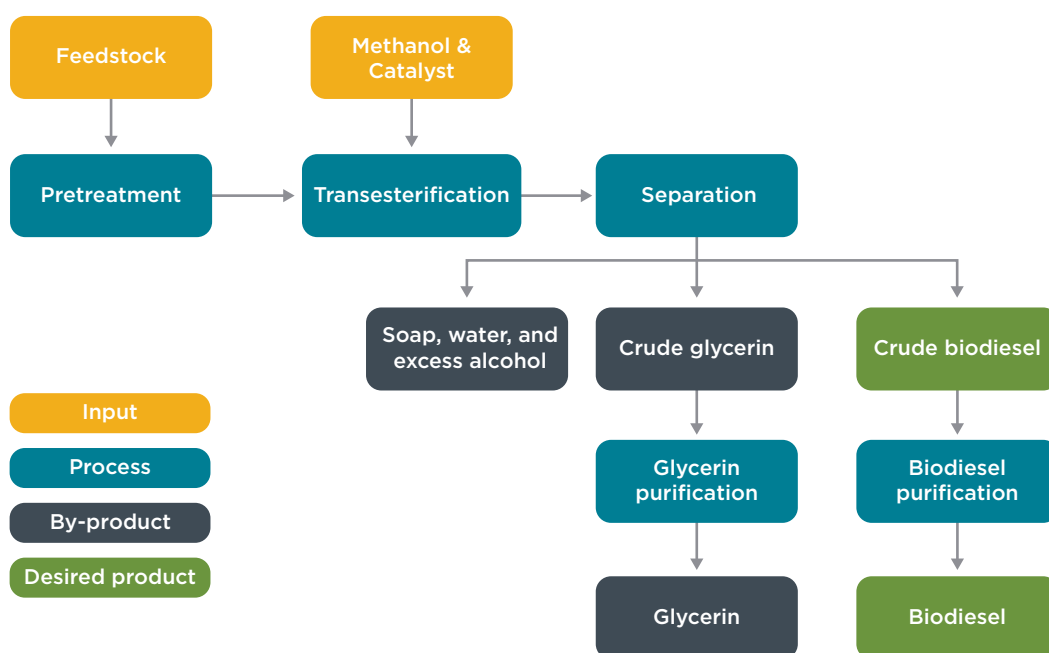 Feedstock
Methanol &
Catalyst
Pretreatment
Transesterification
Separation
Soap, water, and
excess alcohol
Crude glycerin
Crude biodiesel
Input
Process
By-product
Desired product
Glycerin
purification
Biodiesel
purification
Glycerin
Biodiesel